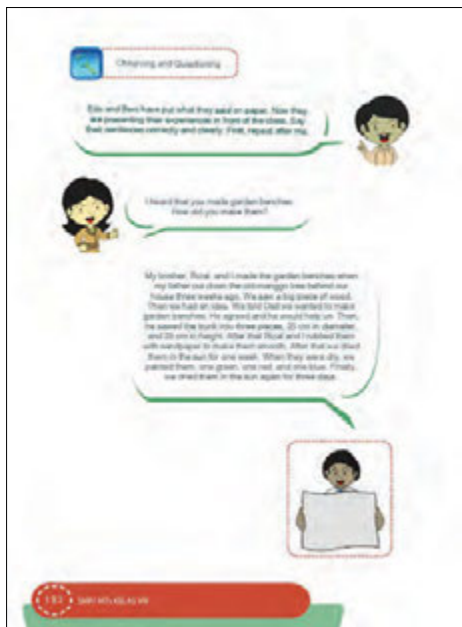 Observing and Questioning
Edo and Beni have put what they said on paper. Now they
are presenting their experiences in front of the class. Say
their sentences correctly and clearly. First, repeat after me.
I heard that you made garden benches.
How did you make them?
My brother, Rizal, and I made the garden benches when
my father cut down the old manggo tree behind our
house three weeks ago. We saw a big piece of wood.
Then we had an idea. We told Dad we wanted to make
garden benches. He agreed and he would help us. Then,
he sawed the trunk into three pieces, 20 cm in diameter,
and 20 cm in height. After that Rizal and I rubbed them
with sandpaper to make them smooth. After that we dried
them in the sun for one week. When they were dry, we
painted them, one green, one red, and one blue. Finally,
we dried them in the sun again for three days.
SMP/MTs KELAS VIII